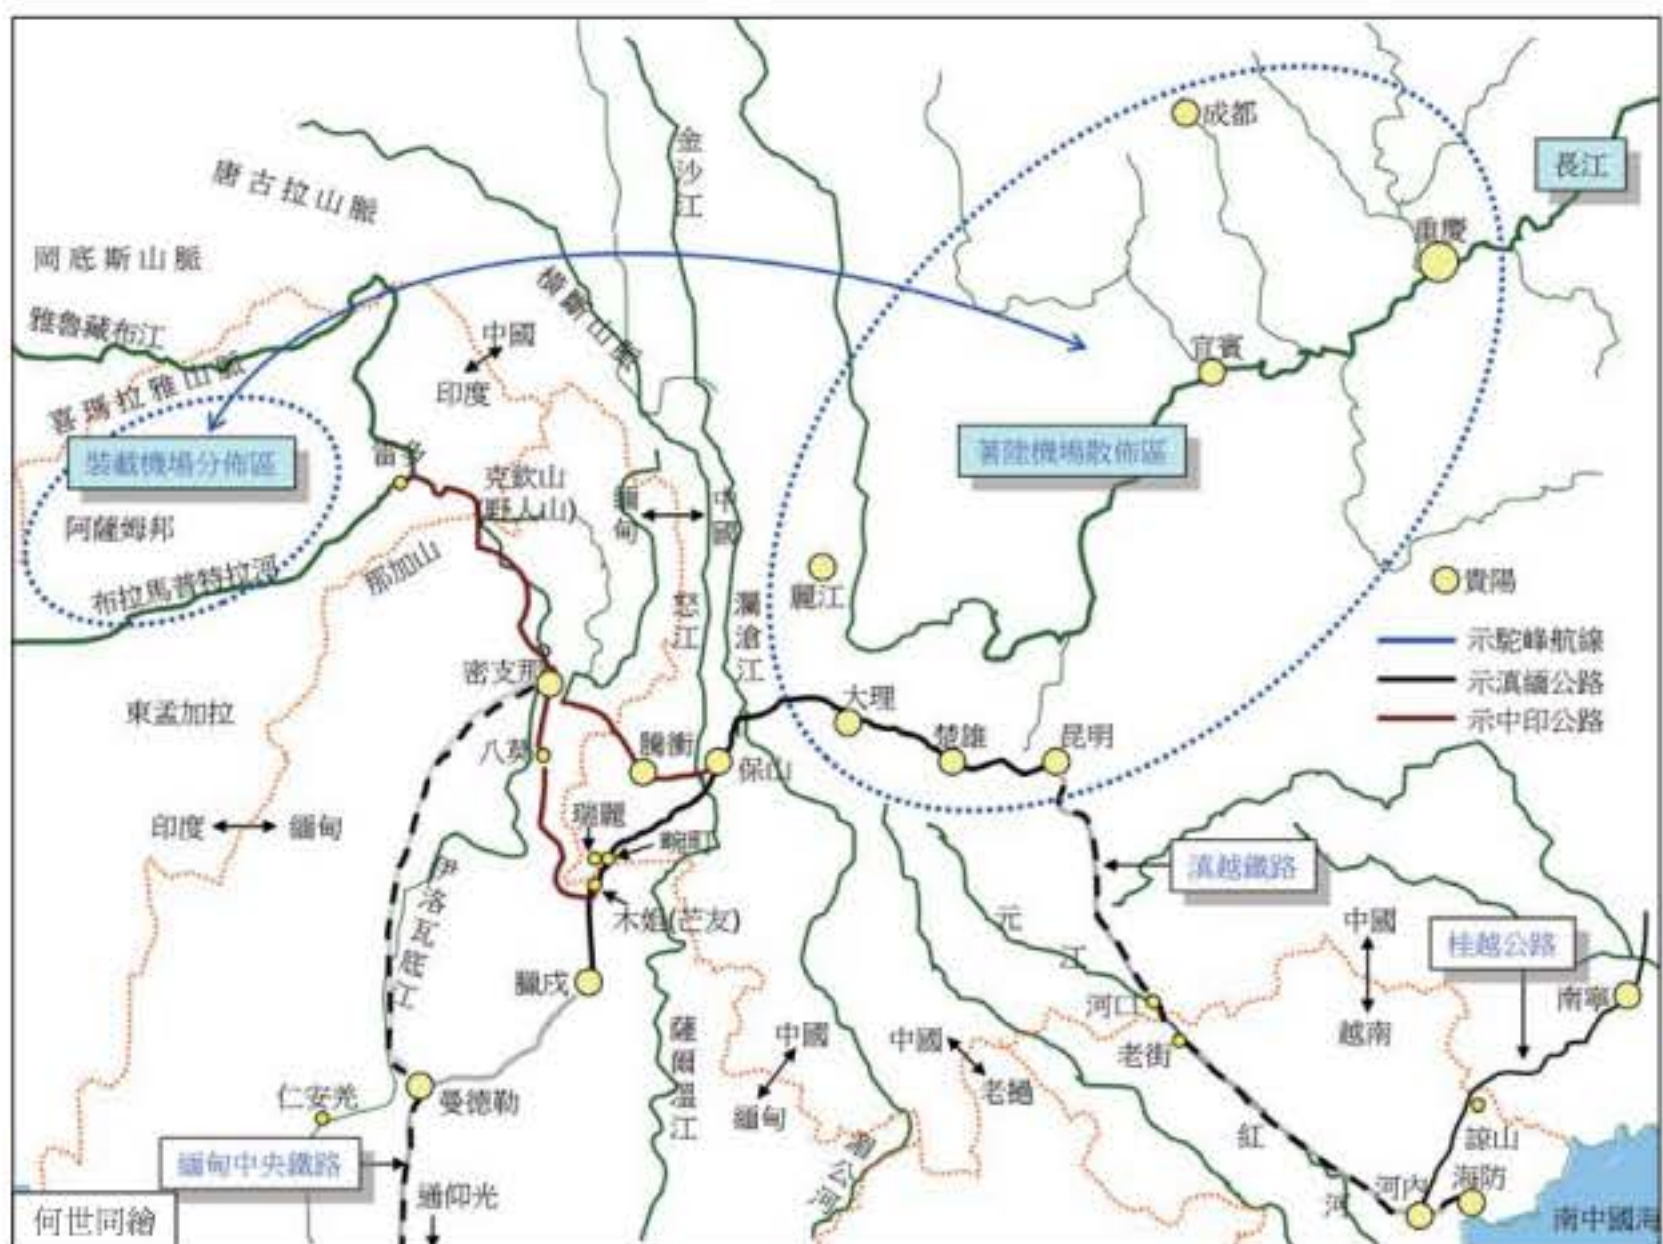 成都
長江
金沙江
唐古拉山脈
重慶
岡底斯山脈
雅魯藏布江
橫斷山脈
中國
印度
宜賓
喜瑪拉雅山脈
裝載機場分佈區
雷多
著陸機場散佈區
克欽山
(野人山)
緬甸
中國
阿薩姆邦
那加山
布拉馬普特拉河
麗江
貴陽
怒江
瀾滄江
示駝峰航線
示滇緬公路
示中印公路
密支那
東孟加拉
大理
楚雄
昆明
八莫
騰衝
保山
瑞麗
畹町
印度
緬甸
滇越鐵路
伊洛瓦底江
木姐(芒友)
元江
中國
桂越公路
臘戌
河口
南寧
越南
薩爾溫江
中國
中國
老街
老撾
仁安羌
曼德勒
緬甸
紅河
諒山
湄公河
緬甸中央鐵路
通仰光
河內
海防
何世同繪
南中國海